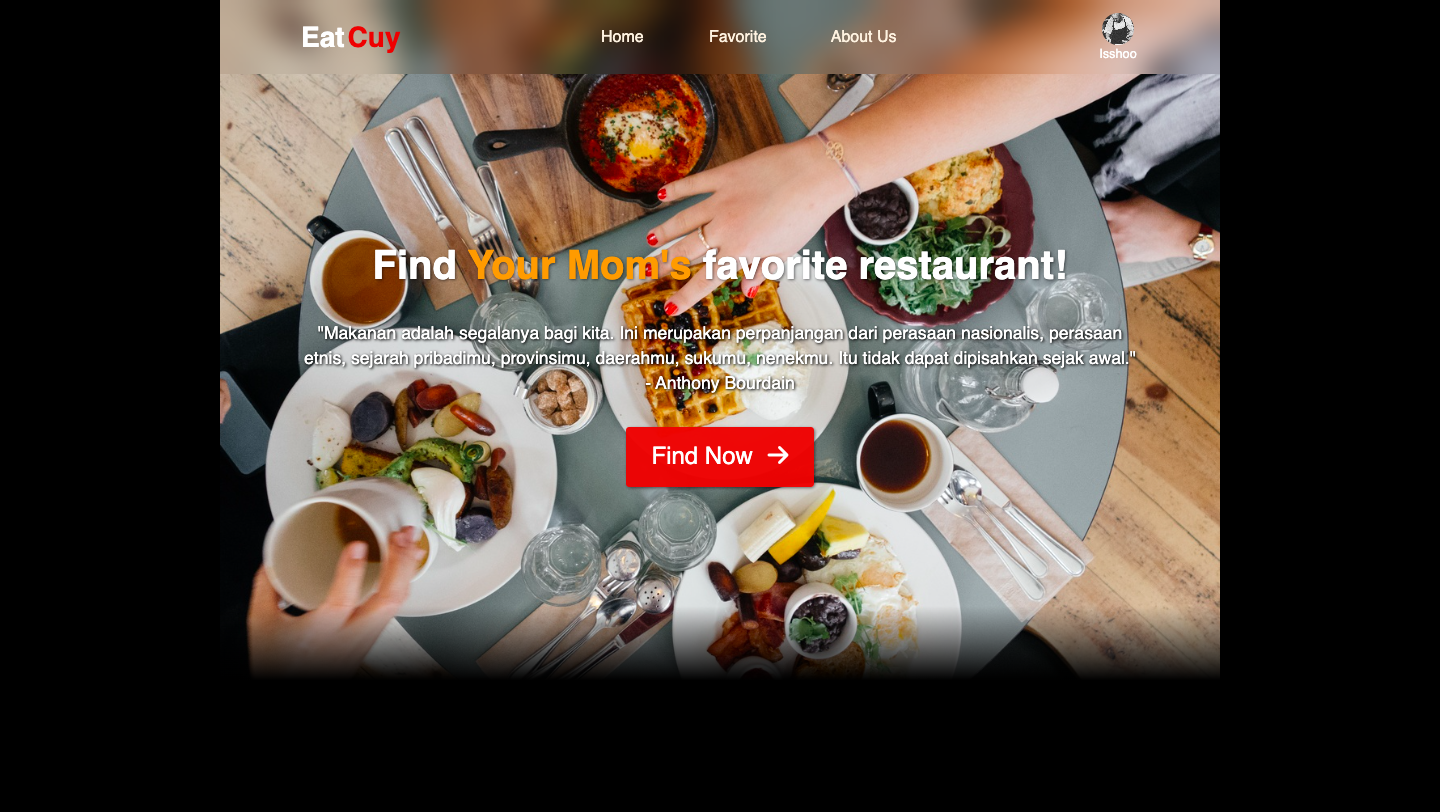 Eat Cuy
Home
Favorite
About Us
Isshoo
Find Your Mom's favorite restaurant!
"Makanan adalah segalanya bagi kita. Ini merupakan perpanjangan dari perasaan nasionalis, perasaan
etnis, sejarah pribadimu, provinsimu, daerahmu, sukumu, nenekmu. Itu tidak dapat dipisahkan sejak awal."
- Anthony Bourdain
Find Now